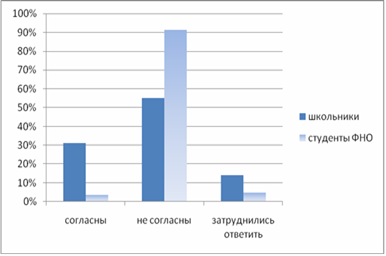 100%
90%
80%
70%
60%
50%
40%
30%
20%
10%
0%
согласны
не согласны
затруднились
ответить
школьники
студенты ФНО